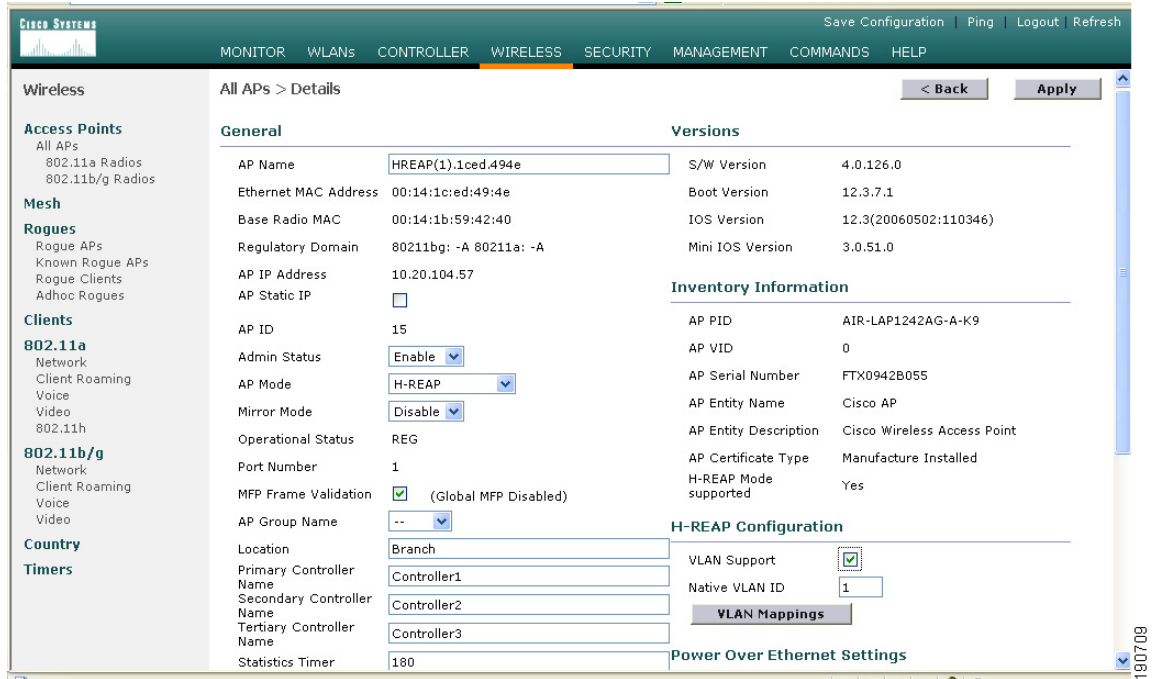 CISCO SYSTEMS
Save Configuration | Ping | Logout | Refresh
MONITOR WLANs CONTROLLER WIRELESS SECURITY MANAGEMENT COMMANDS HELP
Wireless
Access Points
All APs
802.11a Radios
802.11b/g Radios
Mesh
Rogues
Rogue APs
Known Rogue APs
Rogue Clients
Adhoc Rogues
Clients
802.11a
Network
Client Roaming
Voice
Video
802.11h
802.11b/g
Network
Client Roaming
Voice
Video
Country
Timers
All APs > Details
< Back Apply
General
AP Name HREAP(1).1ced.494e
Ethernet MAC Address 00:14:1c:ed:49:4e
Base Radio MAC 00:14:1b:59:42:40
Regulatory Domain 80211bg: -A 80211a: -A
AP IP Address 10.20.104.57
AP Static IP
AP ID 15
Admin Status Enable
AP Mode H-REAP
Mirror Mode Disable
Operational Status REG
Port Number 1
MFP Frame Validation (Global MFP Disabled)
AP Group Name --
Location Branch
Primary Controller
Name Controller1
Secondary Controller
Name Controller2
Tertiary Controller
Name Controller3
Statistics Timer 180
Versions
S/W Version 4.0.126.0
Boot Version 12.3.7.1
IOS Version 12.3(20060502:110346)
Mini IOS Version 3.0.51.0
Inventory Information
AP PID AIR-LAP1242AG-A-K9
AP VID 0
AP Serial Number FTX0942B055
AP Entity Name Cisco AP
AP Entity Description Cisco Wireless Access Point
AP Certificate Type Manufacture Installed
H-REAP Mode
supported Yes
H-REAP Configuration
VLAN Support
Native VLAN ID 1
VLAN Mappings
Power Over Ethernet Settings
190709